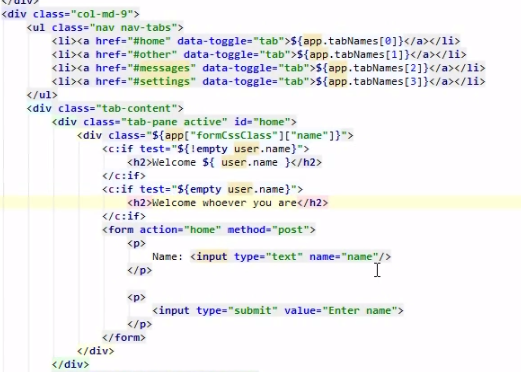 </div>
<div class="col-md-9">
<ul class="nav nav-tabs">
<li><a href="#home" data-toggle="tab">${app.tabNames[0]}</a></li>
<li><a href="#other" data-toggle="tab">${app.tabNames[1]}</a></li>
<li><a href="#messages" data-toggle="tab">${app.tabNames[2]}</a></li>
<li><a href="#settings" data-toggle="tab">${app.tabNames[3]}</a></li>
</ul>
<div class="tab-content">
<div class="tab-pane active" id="home">
<div class="${app["formCssClass"]["name"]}">
<c:if test="${!empty user.name}">
<h2>Welcome ${ user.name }</h2>
</c:if>
<c:if test="${empty user.name}">
<h2>Welcome whoever you are</h2>
</c:if>
<form action="home" method="post">
<p>
Name: <input type="text" name="name"/>
</p>
<p>
<input type="submit" value="Enter name">
</p>
</form>
</div>
</div>